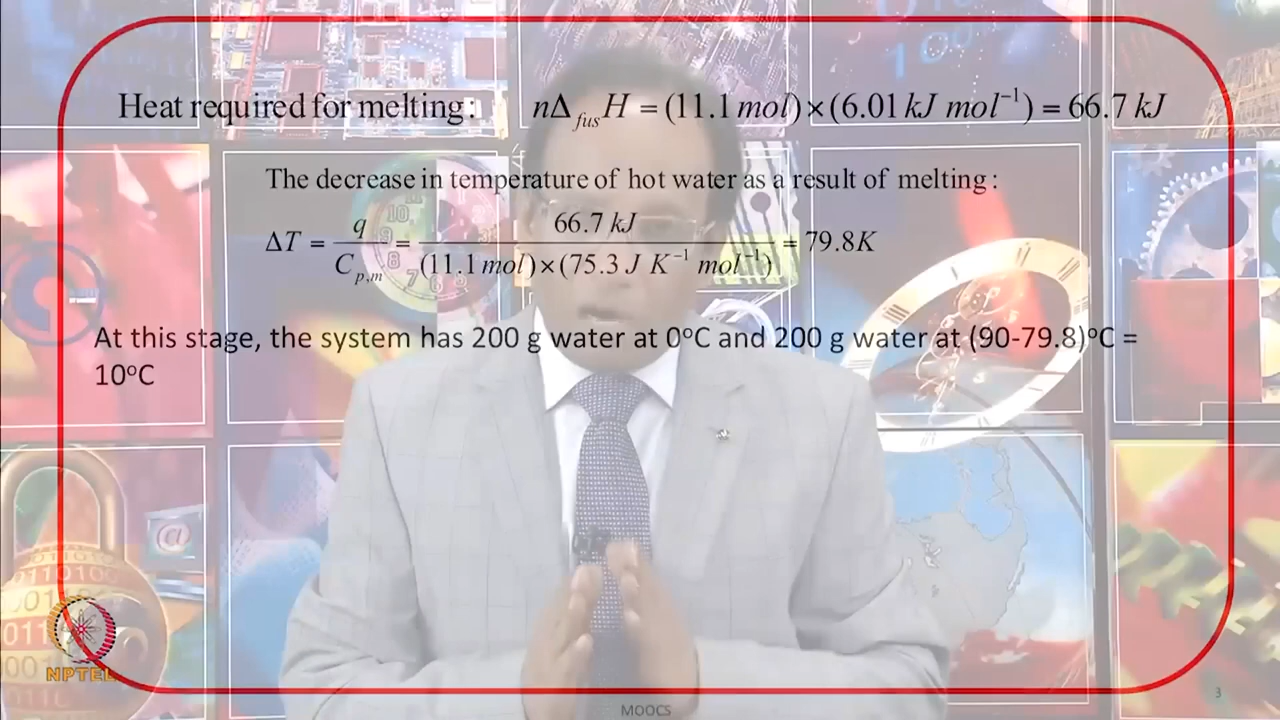 Heat required for melting: nΔfusH = (11.1 mol)×(6.01 kJ mol⁻¹) = 66.7 kJ
The decrease in temperature of hot water as a result of melting:
ΔT = q / Cp,m = 66.7 kJ / (11.1 mol)×(75.3 J K⁻¹ mol⁻¹) = 79.8K
At this stage, the system has 200 g water at 0°C and 200 g water at (90-79.8)°C =
10°C
NPTEL
MOOCS
3